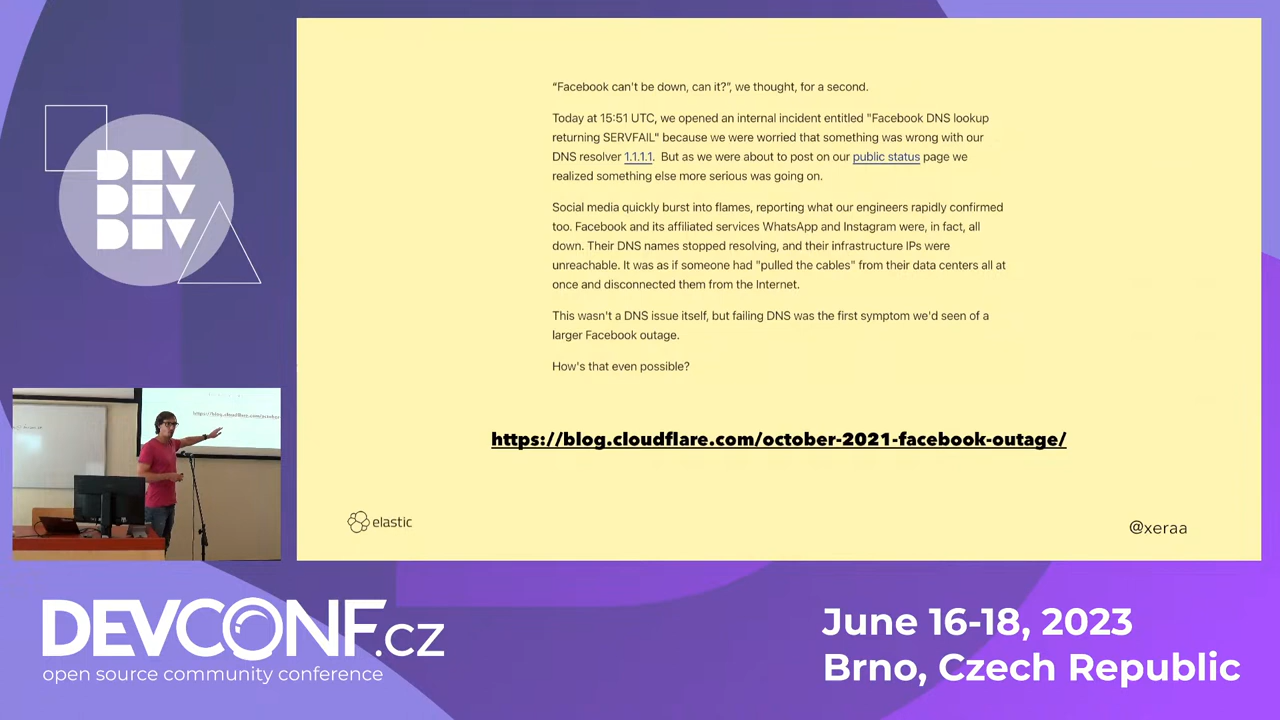 “Facebook can't be down, can it?”, we thought, for a second.
Today at 15:51 UTC, we opened an internal incident entitled "Facebook DNS lookup
returning SERVFAIL" because we were worried that something was wrong with our
DNS resolver 1.1.1.1.  But as we were about to post on our public status page we
realized something else more serious was going on.
Social media quickly burst into flames, reporting what our engineers rapidly confirmed
too. Facebook and its affiliated services WhatsApp and Instagram were, in fact, all
down. Their DNS names stopped resolving, and their infrastructure IPs were
unreachable. It was as if someone had "pulled the cables" from their data centers all at
once and disconnected them from the Internet.
This wasn't a DNS issue itself, but failing DNS was the first symptom we'd seen of a
larger Facebook outage.
How's that even possible?
https://blog.cloudflare.com/october-2021-facebook-outage/
elastic
@xeraa
DEV
DEV
DEV
DEVCONF.cz
open source community conference
June 16-18, 2023
Brno, Czech Republic